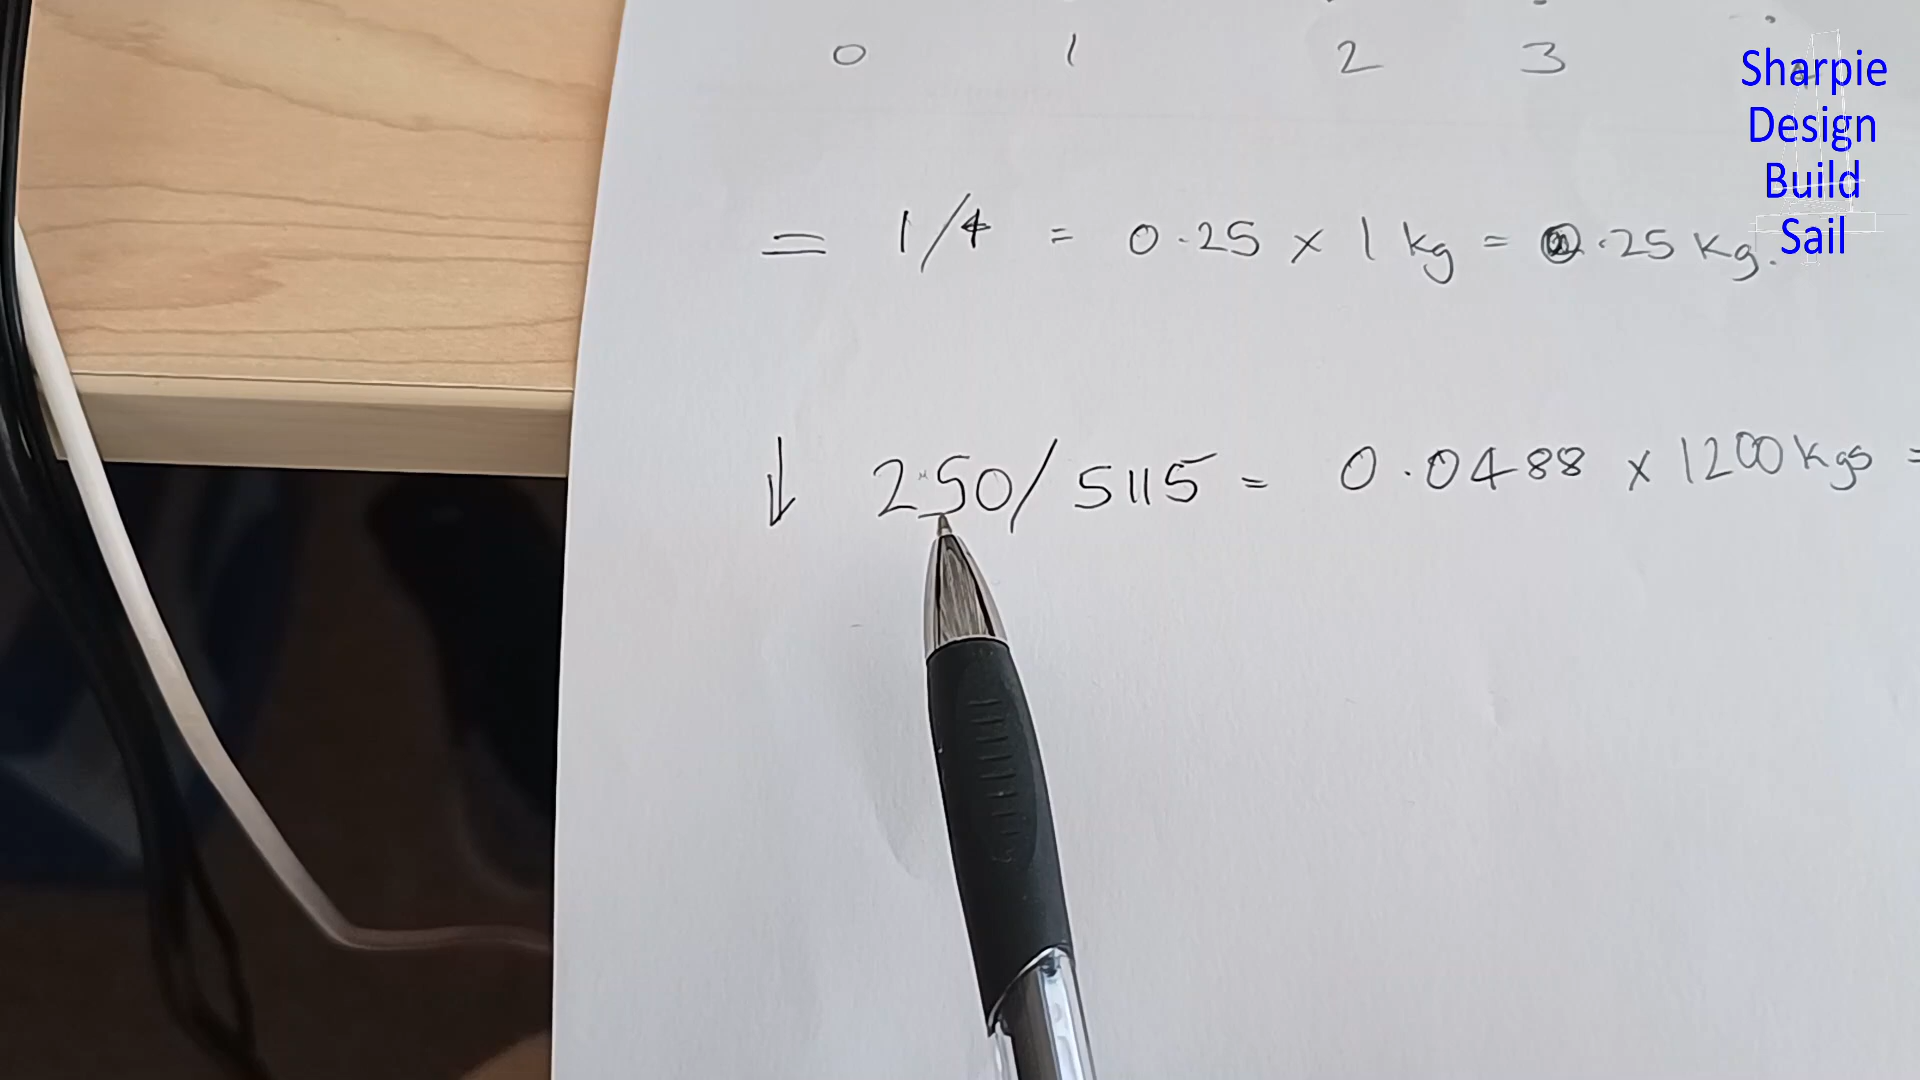 0 1 2 3
Sharpie
Design
Build
Sail
= 1/4 = 0.25 x 1 kg = 0.25 kg.
↓ 250/5115 = 0.0488 x 1200 kgs =